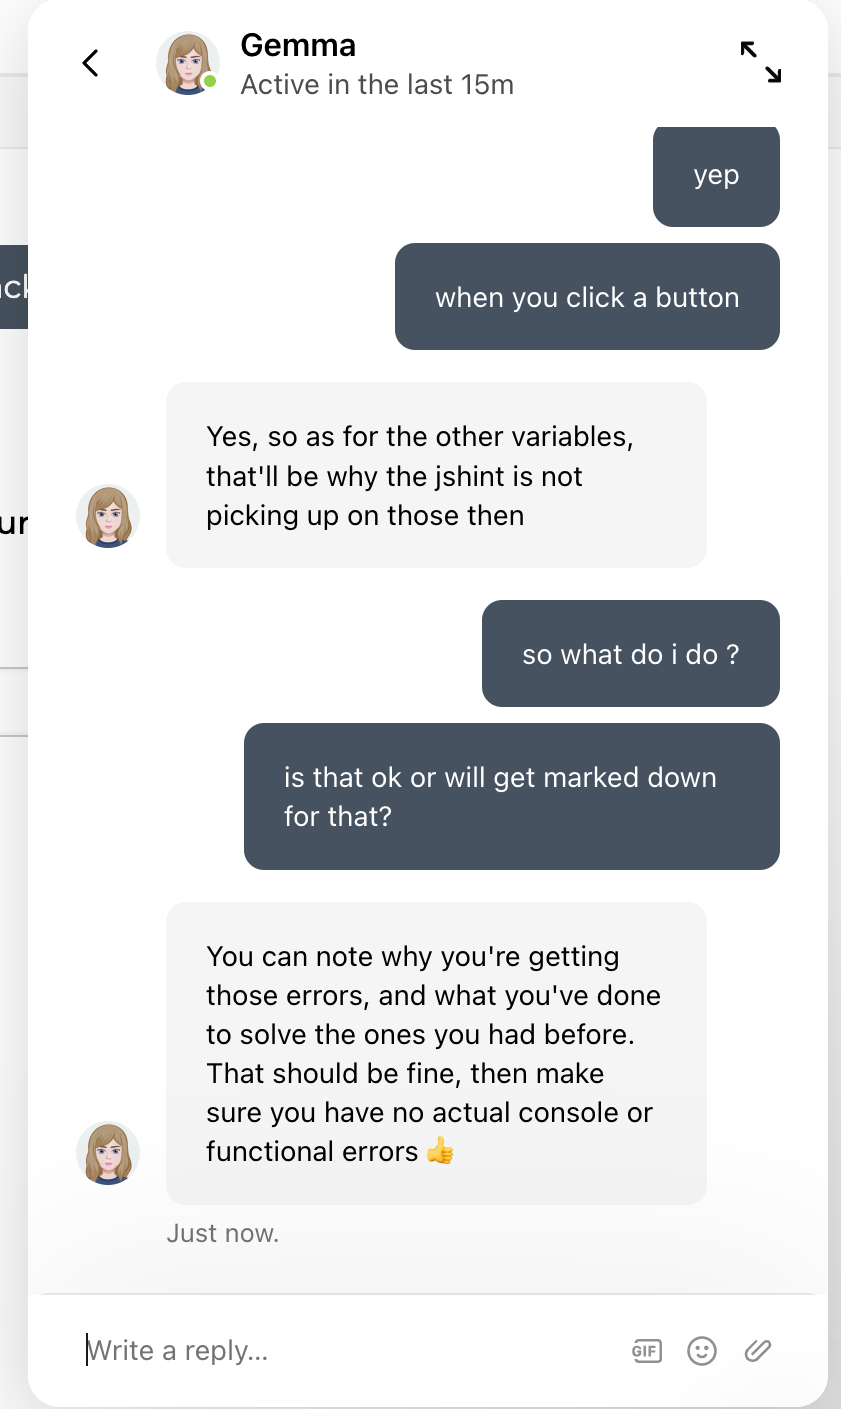 Gemma
Active in the last 15m
yep
when you click a button
Yes, so as for the other variables,
that'll be why the jshint is not
picking up on those then
so what do i do ?
is that ok or will get marked down
for that?
You can note why you're getting
those errors, and what you've done
to solve the ones you had before.
That should be fine, then make
sure you have no actual console or
functional errors 👍
Just now.
Write a reply...
GIF